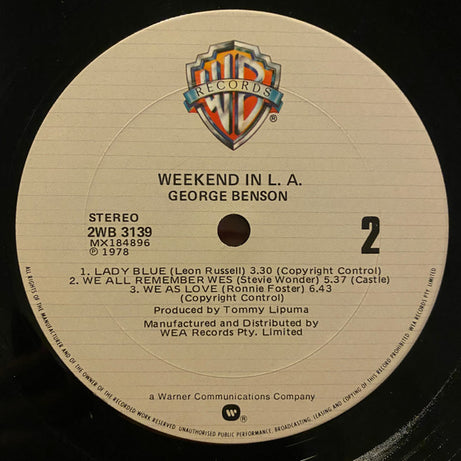 WB
RECORDS
®
WEEKEND IN L. A.
GEORGE BENSON
STEREO
2WB 3139
MX184896
℗ 1978
2
1. LADY BLUE (Leon Russell) 3.30 (Copyright Control)
2. WE ALL REMEMBER WES (Stevie Wonder) 5.37 (Castle)
3. WE AS LOVE (Ronnie Foster) 6.43
(Copyright Control)
Produced by Tommy Lipuma
Manufactured and Distributed by
WEA Records Pty. Limited
a Warner Communications Company
®
ALL RIGHTS OF THE MANUFACTURER AND OF THE OWNER OF THE RECORDED WORK RESERVED. UNAUTHORISED PUBLIC PERFORMANCE, BROADCASTING, LEASING AND COPYING OF THIS RECORD PROHIBITED. WEA RECORDS PTY. LIMITED